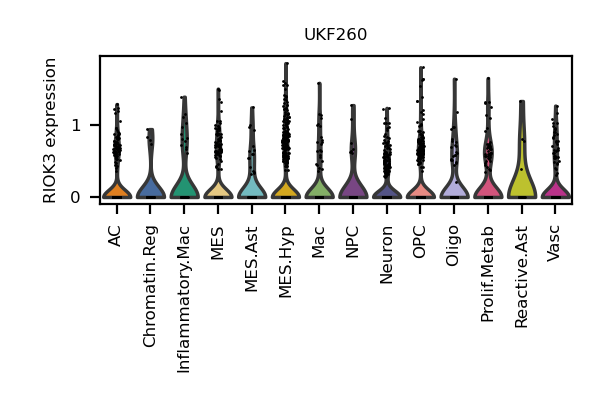 UKF260
RIOK3 expression
1
0
AC
Chromatin.Reg
Inflammatory.Mac
MES
MES.Ast
MES.Hyp
Mac
NPC
Neuron
OPC
Oligo
Prolif.Metab
Reactive.Ast
Vasc